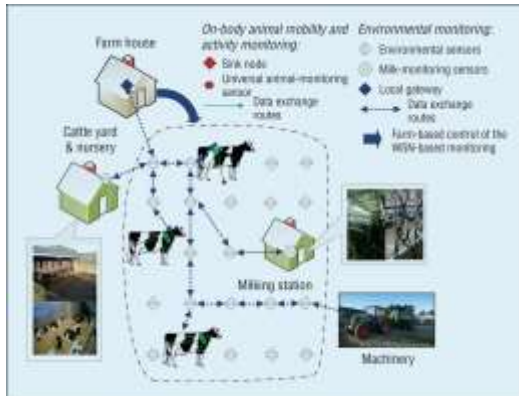 Farm house
On-body animal mobility and
activity monitoring:
Sink node
Universal animal-monitoring
sensor
Data exchange
routes
Environmental monitoring:
Environmental sensors
Milk-monitoring sensors
Local gateway
Data exchange
routes
Farm-based control of the
WSN-based monitoring
Cattle yard
& nursery
Milking station
Machinery